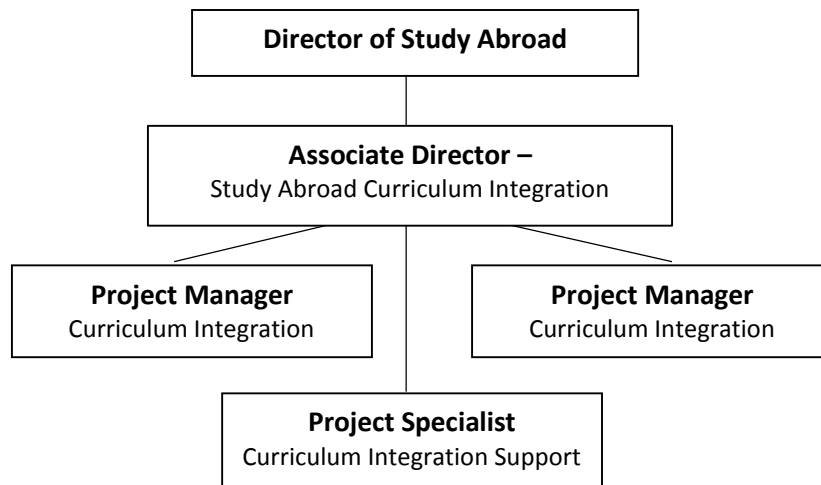 Director of Study Abroad
Associate Director –
Study Abroad Curriculum Integration
Project Manager
Curriculum Integration
Project Manager
Curriculum Integration
Project Specialist
Curriculum Integration Support